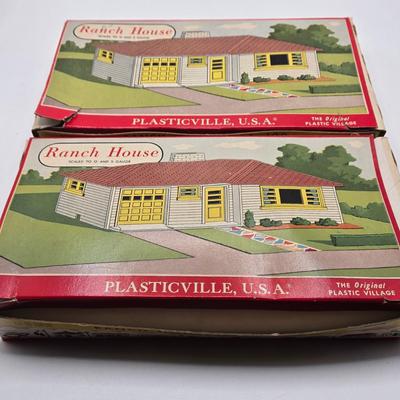 Ranch House
SCALED TO O AND S GAUGE
PLASTICVILLE, U.S.A.®
THE Original
PLASTIC VILLAGE
Ranch House
SCALED TO O AND S GAUGE
PLASTICVILLE, U.S.A.®
THE Original
PLASTIC VILLAGE